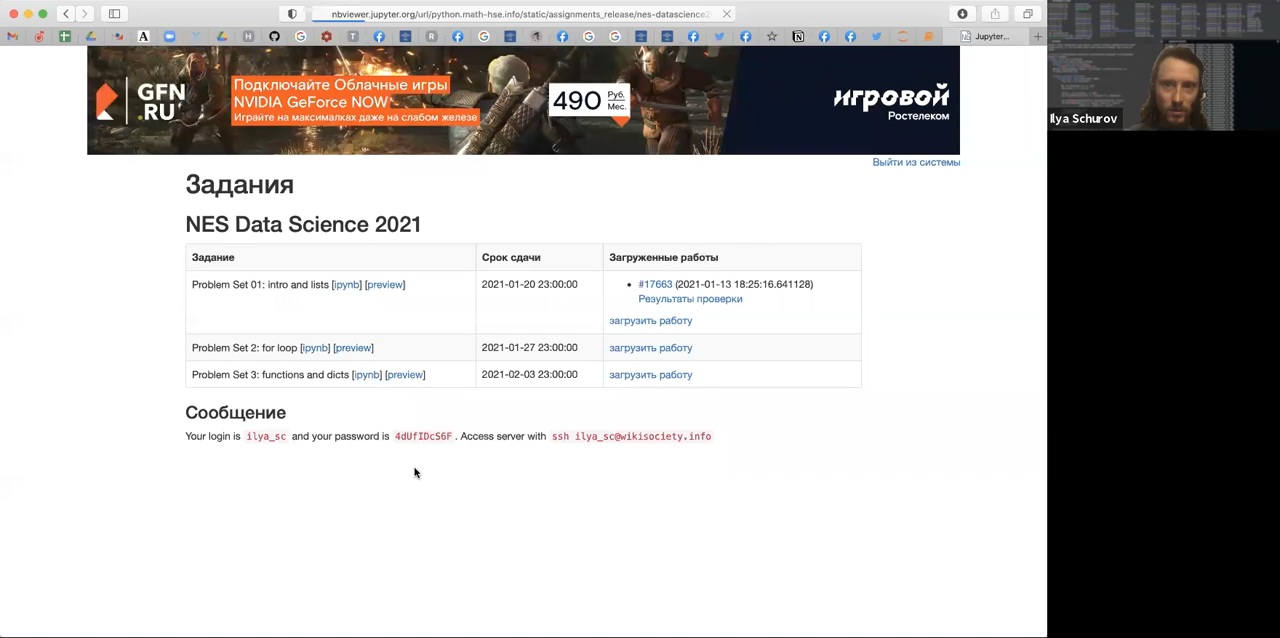 nbviewer.jupyter.org/url/python.math-hse.info/static/assignments_release/nes-datascience2
Jupyter...
GFN
.RU
Подключайте Облачные игры
NVIDIA GeForce NOW
Играйте на максималках даже на слабом железе
490 Руб. Мес.
игровой
Ростелеком
Ilya Schurov
Выйти из системы
Задания
NES Data Science 2021
Задание Срок сдачи Загруженные работы
Problem Set 01: intro and lists [ipynb] [preview] 2021-01-20 23:00:00 • #17663 (2021-01-13 18:25:16.641128)
Результаты проверки
загрузить работу
Problem Set 2: for loop [ipynb] [preview] 2021-01-27 23:00:00 загрузить работу
Problem Set 3: functions and dicts [ipynb] [preview] 2021-02-03 23:00:00 загрузить работу
Сообщение
Your login is ilya_sc and your password is 4dUfIDcS6F. Access server with ssh ilya_sc@wikisociety.info